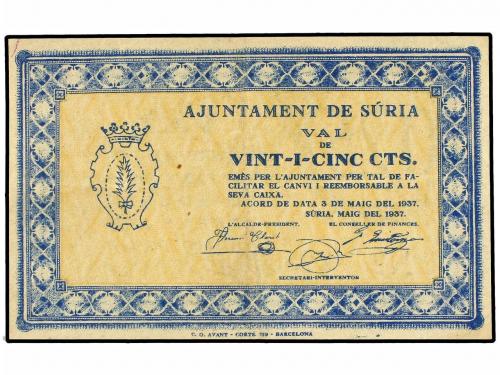 AJUNTAMENT DE SÚRIA
VAL
DE
VINT-I-CINC CTS.
EMÈS PER L'AJUNTAMENT PER TAL DE FA-
CILITAR EL CANVI I REEMBORSABLE A LA
SEVA CAIXA.
ACORD DE DATA 3 DE MAIG DEL 1937.
SÚRIA, MAIG DEL 1937.
L'ALCALDE-PRESIDENT, EL CONSELLER DE FINANCES,
SECRETARI-INTERVENTOR
C. O. AVANT - CORTS, 719 - BARCELONA